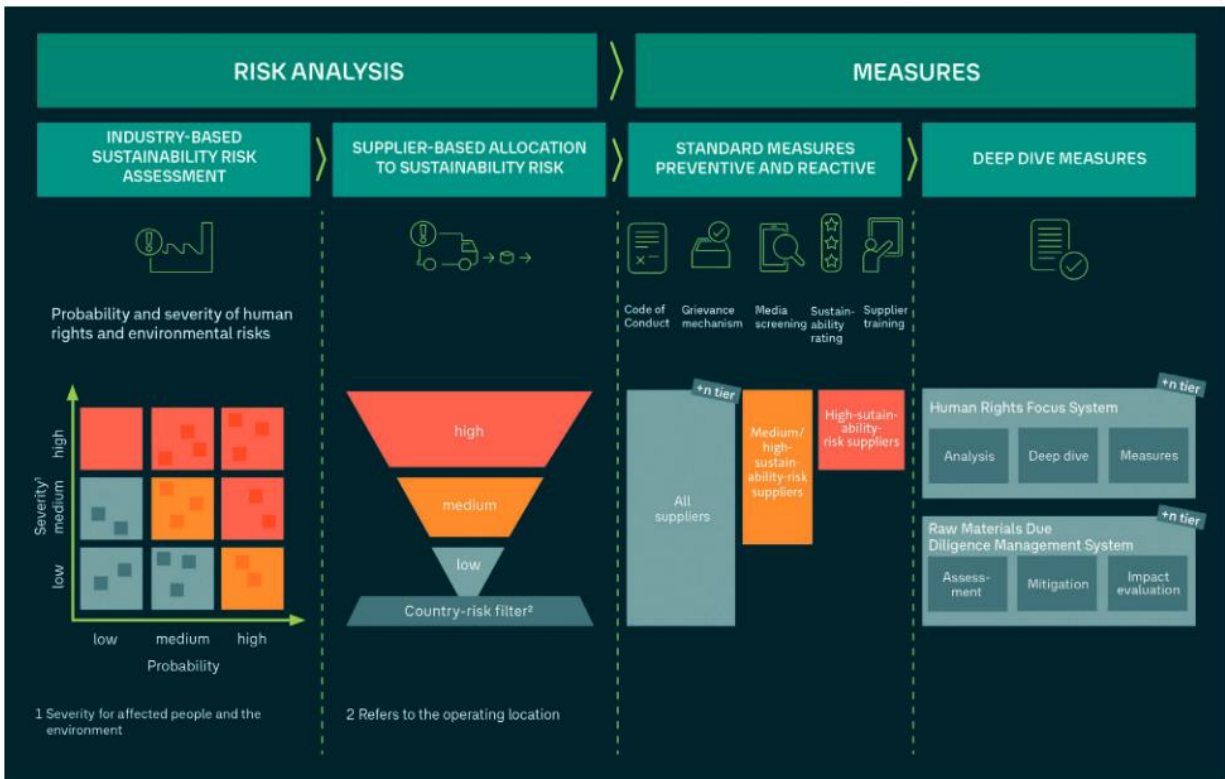 RISK ANALYSIS
MEASURES
INDUSTRY-BASED
SUSTAINABILITY RISK
ASSESSMENT
SUPPLIER-BASED ALLOCATION
TO SUSTAINABILITY RISK
STANDARD MEASURES
PREVENTIVE AND REACTIVE
DEEP DIVE MEASURES
Probability and severity of human
rights and environmental risks
high
medium
low
Severity¹
low
medium
high
Probability
1 Severity for affected people and the
environment
high
medium
low
Country-risk filter²
2 Refers to the operating location
Code of
Conduct
Grievance
mechanism
Media
screening
Sustain-
ability
rating
Supplier
training
+n tier
All
suppliers
Medium/
high-
sustain-
ability-risk
suppliers
High-sutain-
ability-
risk suppliers
+n tier
Human Rights Focus System
Analysis
Deep dive
Measures
+n tier
Raw Materials Due
Diligence Management System
Assess-
ment
Mitigation
Impact
evaluation